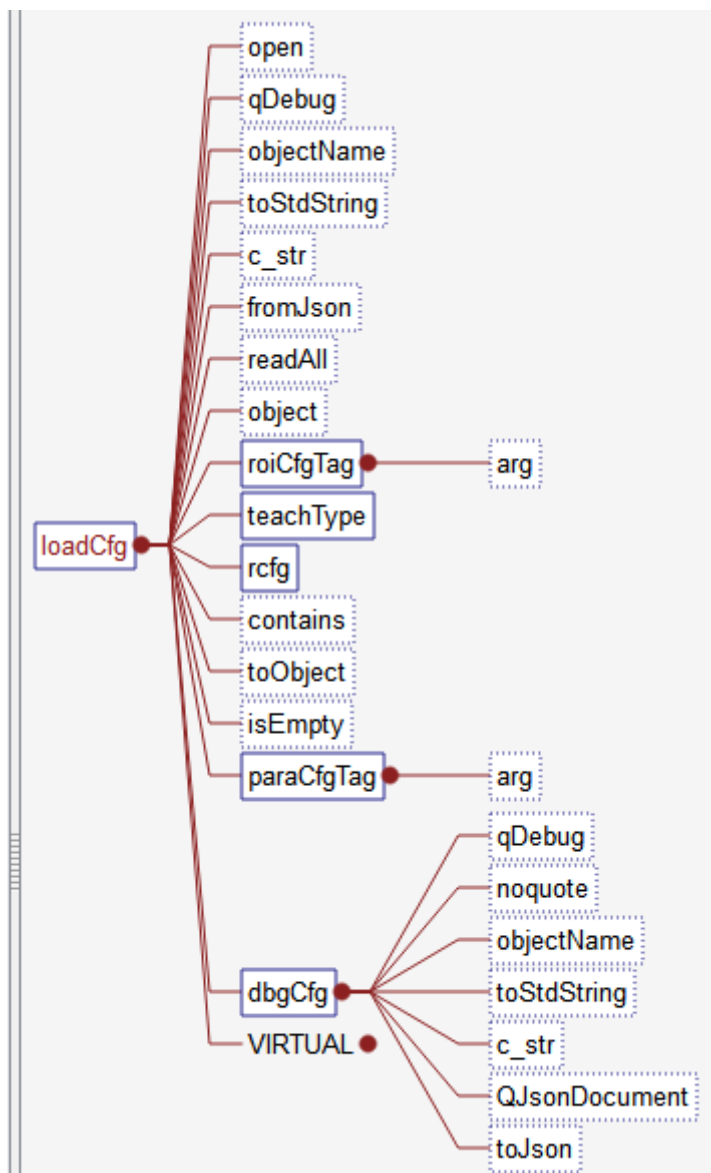 open
qDebug
objectName
toStdString
c_str
fromJson
readAll
object
roiCfgTag arg
teachType
loadCfg
rcfg
contains
toObject
isEmpty
paraCfgTag arg
qDebug
noquote
objectName
dbgCfg toStdString
VIRTUAL c_str
QJsonDocument
toJson